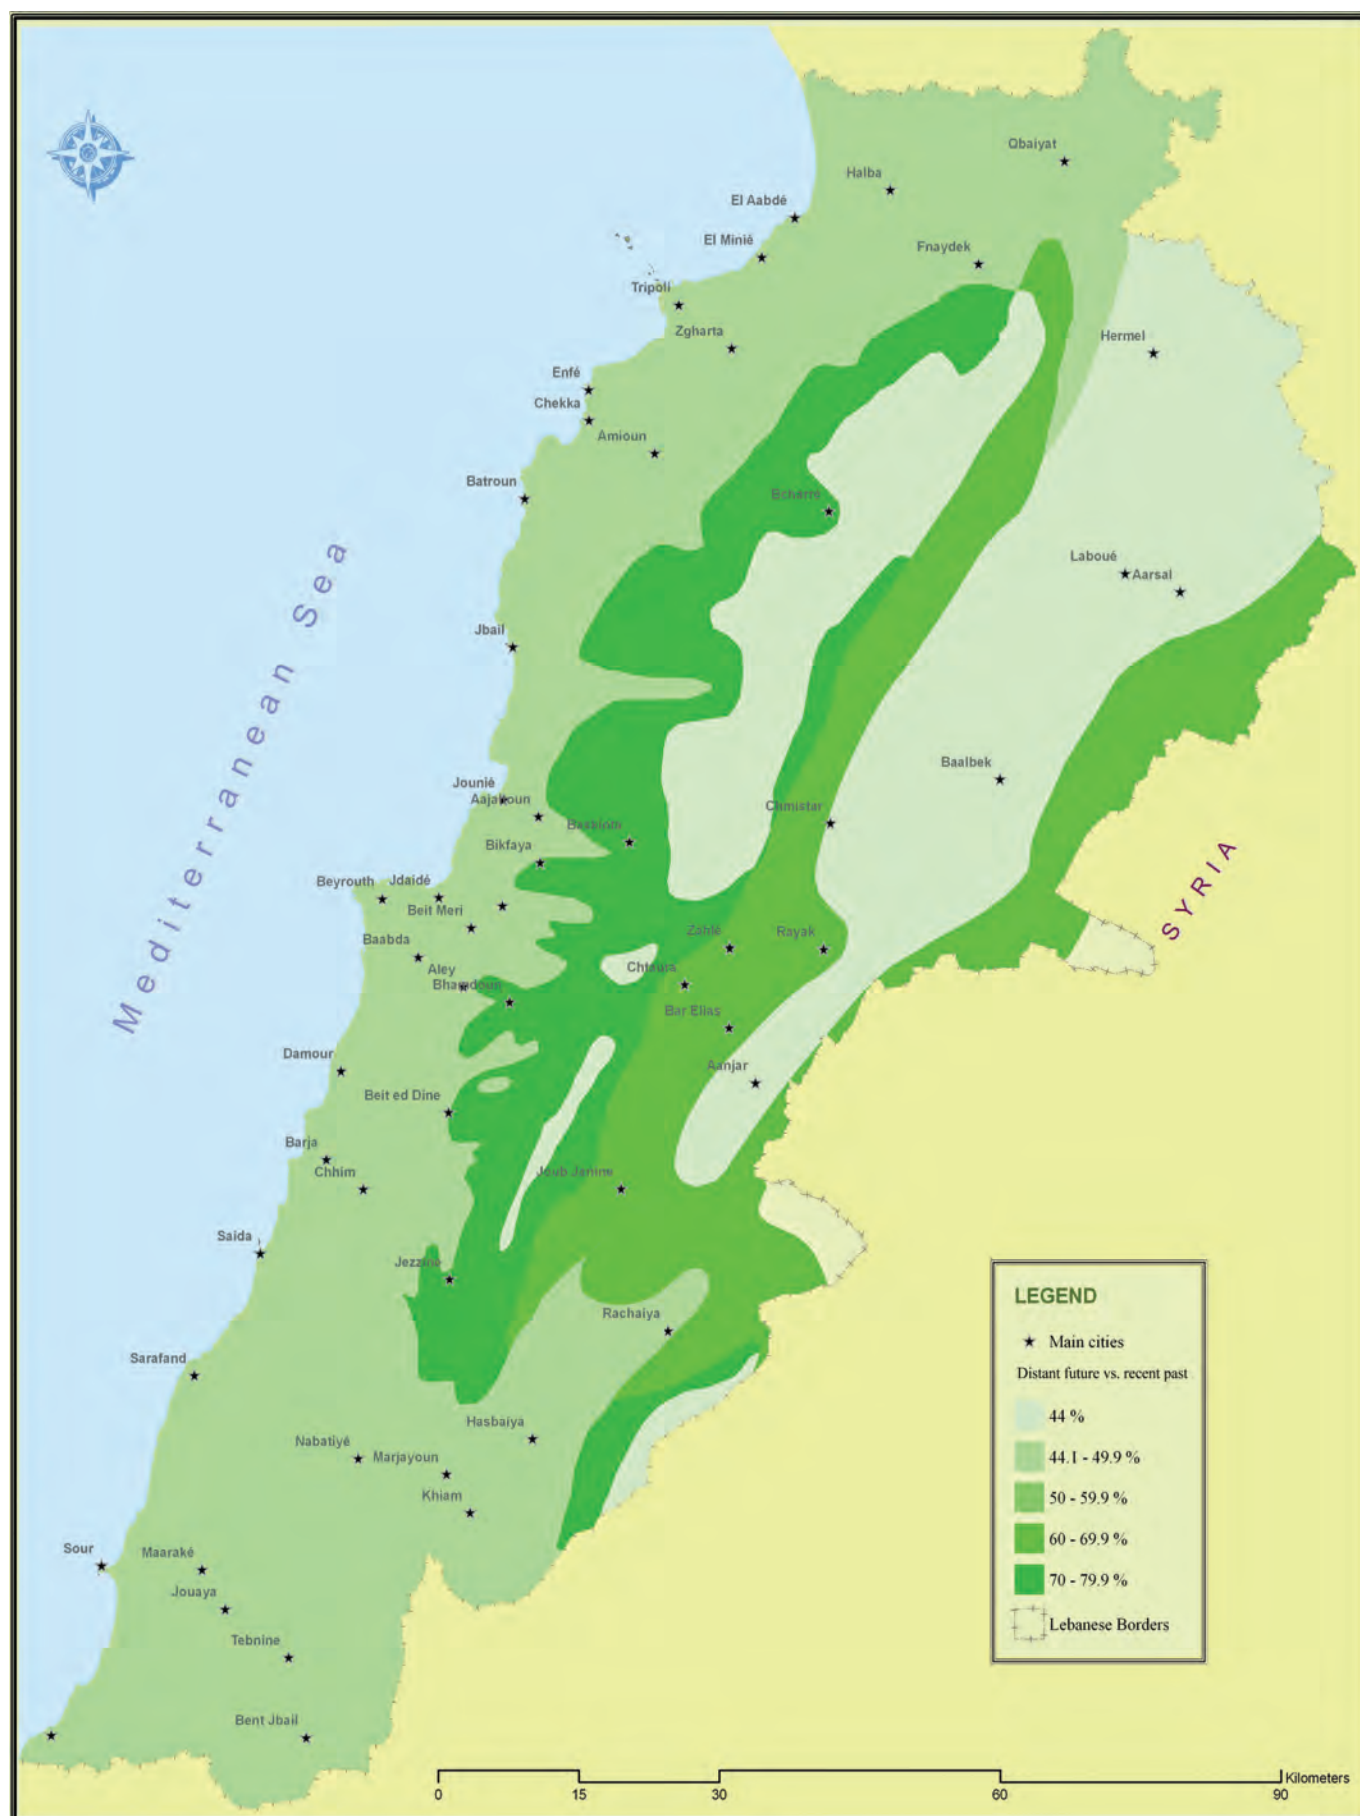 Qbaiyat
Halba
El Aabdé
El Minié
Fnaydek
Tripoli
Zgharta
Hermel
Enfé
Chekka
Amioun
Batroun
Bcharré
Laboué
Aarsal
Jbail
Mediterranean Sea
Baalbek
Jounié
Aajaltoun
Chmistar
Baskinta
Bikfaya
SYRIA
Beyrouth
Jdaidé
Beit Meri
Baabda
Zahlé
Rayak
Aley
Chtaura
Bhamdoun
Bar Elias
Damour
Aanjar
Beit ed Dine
Barja
Chhim
Joub Janine
Saida
Jezzine
Rachaiya
Sarafand
Hasbaiya
Nabatiyé
Marjayoun
Khiam
Sour
Maaraké
Jouaya
Tebnine
Bent Jbail
LEGEND
Main cities
Distant future vs. recent past
44 %
44.1 - 49.9 %
50 - 59.9 %
60 - 69.9 %
70 - 79.9 %
Lebanese Borders
Kilometers
0 15 30 60 90